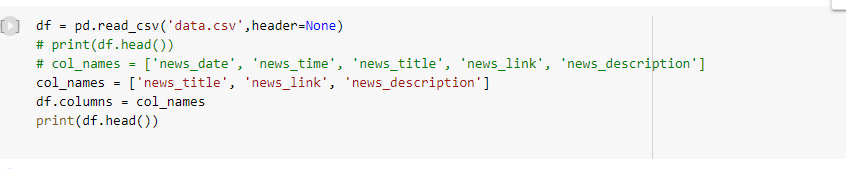 df = pd.read_csv('data.csv',header=None)
# print(df.head())
# col_names = ['news_date', 'news_time', 'news_title', 'news_link', 'news_description']
col_names = ['news_title', 'news_link', 'news_description']
df.columns = col_names
print(df.head())